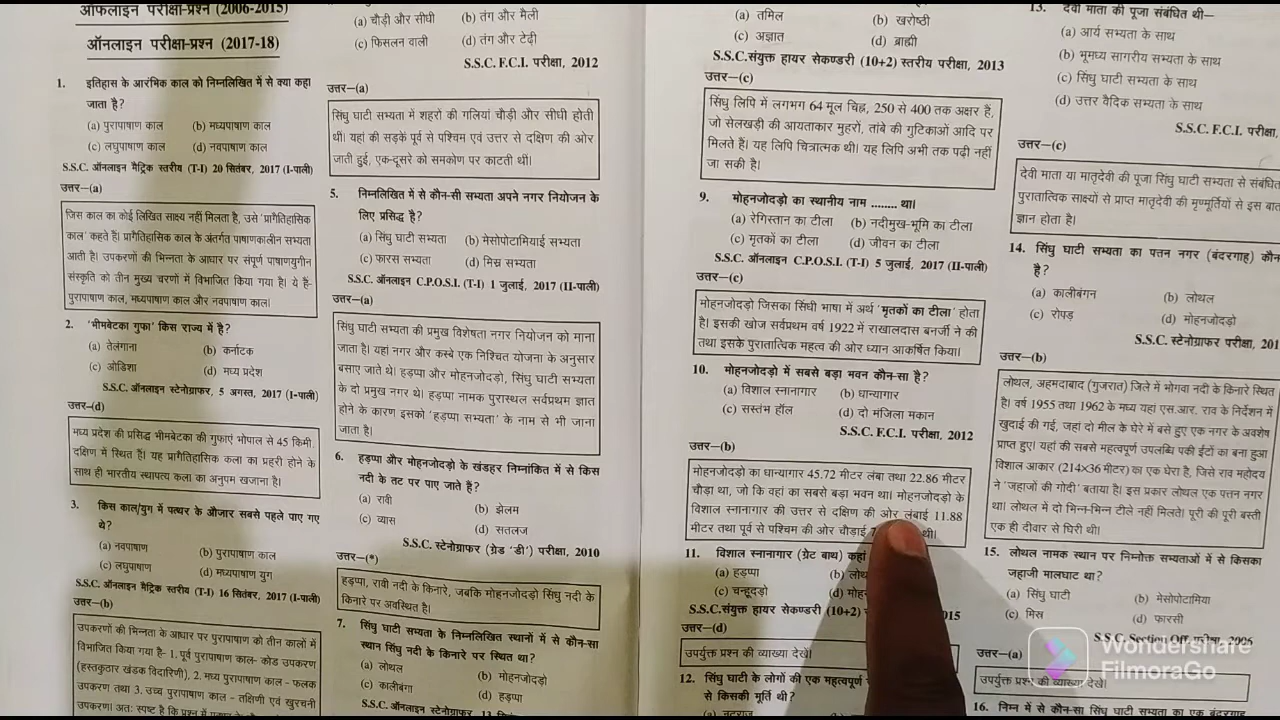 ऑफलाइन परीक्षा-प्रश्न (2006-2015)
ऑनलाइन परीक्षा-प्रश्न (2017-18)
1. इतिहास के आरंभिक काल को निम्नलिखित में से क्या कहा
जाता है?
(a) पुरापाषाण काल (b) मध्यपाषाण काल
(c) लघुपाषाण काल (d) नवपाषाण काल
S.S.C. ऑनलाइन मैट्रिक स्तरीय (T-I) 20 सितंबर, 2017 (I-पाली)
उत्तर—(a)
जिस काल का कोई लिखित साक्ष्य नहीं मिलता है, उसे 'प्रागैतिहासिक
काल' कहते हैं। प्रागैतिहासिक काल के अंतर्गत पाषाणकालीन सभ्यता
आती है। उपकरणों की भिन्नता के आधार पर संपूर्ण पाषाणयुगीन
संस्कृति को तीन मुख्य चरणों में विभाजित किया गया है। ये हैं-
पुरापाषाण काल, मध्यपाषाण काल और नवपाषाण काल।
2. 'भीमबेटका गुफा' किस राज्य में है?
(a) तेलंगाना (b) कर्नाटक
(c) ओडिशा (d) मध्य प्रदेश
S.S.C. ऑनलाइन स्टेनोग्राफर, 5 अगस्त, 2017 (I-पाली)
उत्तर—(d)
मध्य प्रदेश की प्रसिद्ध भीमबेटका की गुफाएं भोपाल से 45 किमी.
दक्षिण में स्थित है। यह प्रागैतिहासिक कला का प्रहरी होने के
साथ ही भारतीय स्थापत्य कला का अनुपम खजाना है।
3. किस काल/युग में पत्थर के औजार सबसे पहले पाए गए
थे?
(a) नवपाषाण (b) पुरापाषाण काल
(c) लघुपाषाण (d) मध्यपाषाण युग
S.S.C. ऑनलाइन मैट्रिक स्तरीय (T-I) 16 सितंबर, 2017 (I-पाली)
उत्तर—(b)
उपकरणों की भिन्नता के आधार पर पुरापाषाण को तीन कालों में
विभाजित किया गया है- 1. पूर्व पुरापाषाण काल- कोड उपकरण
(हस्तकुठार खंडक विदारिणी), 2. मध्य पुरापाषाण काल - फलक
उपकरण तथा 3. उच्च पुरापाषाण काल - तक्षिणी एवं खुरचनी
उपकरण। अतः स्पष्ट है कि प्रश्न में
(a) चौड़ी और सीधी (b) तंग और मैली
(c) फिसलन वाली (d) तंग और टेढ़ी
S.S.C. F.C.I. परीक्षा, 2012
उत्तर—(a)
सिंधु घाटी सभ्यता में शहरों की गलियां चौड़ी और सीधी होती
थी। यहां की सड़कें पूर्व से पश्चिम एवं उत्तर से दक्षिण की ओर
जाती हुई, एक-दूसरे को समकोण पर काटती थीं।
5. निम्नलिखित में से कौन-सी सभ्यता अपने नगर नियोजन के
लिए प्रसिद्ध है?
(a) सिंधु घाटी सभ्यता (b) मेसोपोटामियाई सभ्यता
(c) फारस सभ्यता (d) मिस्र सभ्यता
S.S.C. ऑनलाइन C.P.O.S.I. (T-I) 1 जुलाई, 2017 (II-पाली)
उत्तर—(a)
सिंधु घाटी सभ्यता की प्रमुख विशेषता नगर नियोजन को माना
जाता है। यहां नगर और कस्बे एक निश्चित योजना के अनुसार
बसाए जाते थे। हड़प्पा और मोहनजोदड़ो, सिंधु घाटी सभ्यता
के दो प्रमुख नगर थे। हड़प्पा नामक पुरास्थल सर्वप्रथम ज्ञात
होने के कारण इसको 'हड़प्पा सभ्यता' के नाम से भी जाना
जाता है।
6. हड़प्पा और मोहनजोदड़ो के खंडहर निम्नांकित में से किस
नदी के तट पर पाए जाते हैं?
(a) रावी (b) झेलम
(c) व्यास (d) सतलज
S.S.C. स्टेनोग्राफर (ग्रेड 'डी') परीक्षा, 2010
उत्तर—(*)
हड़प्पा, रावी नदी के किनारे, जबकि मोहनजोदड़ो सिंधु नदी के
किनारे पर अवस्थित है।
7. सिंधु घाटी सभ्यता के निम्नलिखित स्थानों में से कौन-सा
स्थान सिंधु नदी के किनारे पर स्थित था?
(a) लोथल (b) मोहनजोदड़ो
(c) कालीबंगा (d) हड़प्पा
S.S.C. ऑनलाइन स्टेनोग्राफर
(a) तमिल (b) खरोष्ठी
(c) अज्ञात (d) ब्राह्मी
S.S.C.संयुक्त हायर सेकण्डरी (10+2) स्तरीय परीक्षा, 2013
उत्तर—(c)
सिंधु लिपि में लगभग 64 मूल चिह्न, 250 से 400 तक अक्षर हैं,
जो सेलखड़ी की आयताकार मुहरों, तांबे की गुटिकाओं आदि पर
मिलते हैं। यह लिपि चित्रात्मक थी। यह लिपि अभी तक पढ़ी नहीं
जा सकी है।
9. मोहनजोदड़ो का स्थानीय नाम ........ था।
(a) रेगिस्तान का टीला (b) नदीमुख-भूमि का टीला
(c) मृतकों का टीला (d) जीवन का टीला
S.S.C. ऑनलाइन C.P.O.S.I. (T-I) 5 जुलाई, 2017 (II-पाली)
उत्तर—(c)
मोहनजोदड़ो जिसका सिंधी भाषा में अर्थ 'मृतकों का टीला' होता
है। इसकी खोज सर्वप्रथम वर्ष 1922 में राखालदास बनर्जी ने की
तथा इसके पुरातात्विक महत्व की ओर ध्यान आकर्षित किया।
10. मोहनजोदड़ो में सबसे बड़ा भवन कौन-सा है?
(a) विशाल स्नानागार (b) धान्यागार
(c) सस्तंभ हॉल (d) दो मंजिला मकान
S.S.C. F.C.I. परीक्षा, 2012
उत्तर—(b)
मोहनजोदड़ो का धान्यागार 45.72 मीटर लंबा तथा 22.86 मीटर
चौड़ा था, जो कि वहां का सबसे बड़ा भवन था। मोहनजोदड़ो के
विशाल स्नानागार की उत्तर से दक्षिण की ओर लंबाई 11.88
मीटर तथा पूर्व से पश्चिम की ओर चौड़ाई थी।
11. विशाल स्नानागार (ग्रेट बाथ) कहां
(a) हड़प्पा (b)
(c) चन्हूदड़ो (d)
S.S.C.संयुक्त हायर सेकण्डरी (10+2)
उत्तर—(d)
उपर्युक्त प्रश्न की व्याख्या देखें।
12. सिंधु घाटी के लोगों की एक महत्वपूर्ण
से किसकी मूर्ति थी?
(a) नटराज
13. देवी माता की पूजा संबंधित थी—
(a) आर्य सभ्यता के साथ
(b) भूमध्य सागरीय सभ्यता के साथ
(c) सिंधु घाटी सभ्यता के साथ
(d) उत्तर वैदिक सभ्यता के साथ
S.S.C. F.C.I. परीक्षा,
उत्तर—(c)
देवी माता या मातृदेवी की पूजा सिंधु घाटी सभ्यता से संबंधित
पुरातात्विक साक्ष्यों से प्राप्त मातृदेवी की मृण्मूर्तियों से इस बात
ज्ञान होता है।
14. सिंधु घाटी सभ्यता का पत्तन नगर (बंदरगाह) कौन
है?
(a) कालीबंगन (b) लोथल
(c) रोपड़ (d) मोहनजोदड़ो
S.S.C. स्टेनोग्राफर परीक्षा,
उत्तर—(b)
लोथल, अहमदाबाद (गुजरात) जिले में भोगवा नदी के किनारे स्थित
है। वर्ष 1955 तथा 1962 के मध्य यहां एस.आर. राव के निर्देशन में
खुदाई की गई, जहां दो मील के घेरे में बसे हुए एक नगर के अवशेष
प्राप्त हुए। यहां की सबसे महत्वपूर्ण उपलब्धि पकी ईंटों का बना हुआ
विशाल आकार (214×36 मीटर) का एक घेरा है, जिसे राव महोदय
ने 'जहाजों की गोदी' बताया है। इस प्रकार लोथल एक पत्तन नगर
था। लोथल में दो भिन्न-भिन्न टीले नहीं मिलते। पूरी की पूरी बस्ती
एक ही दीवार से घिरी थी।
15. लोथल नामक स्थान पर निम्नोक्त सभ्यताओं में से किसका
जहाजी मालघाट था?
(a) सिंधु घाटी (b) मेसोपोटामिया
(c) मिस्र (d) फारसी
S.S.C. Section Off. परीक्षा, 2006
उत्तर—(a)
उपर्युक्त प्रश्न की व्याख्या देखें।
16. निम्न में से कौन-सा सिंधु घाटी सभ्यता का एक बंदरगाह
Wondershare
FilmoraGo